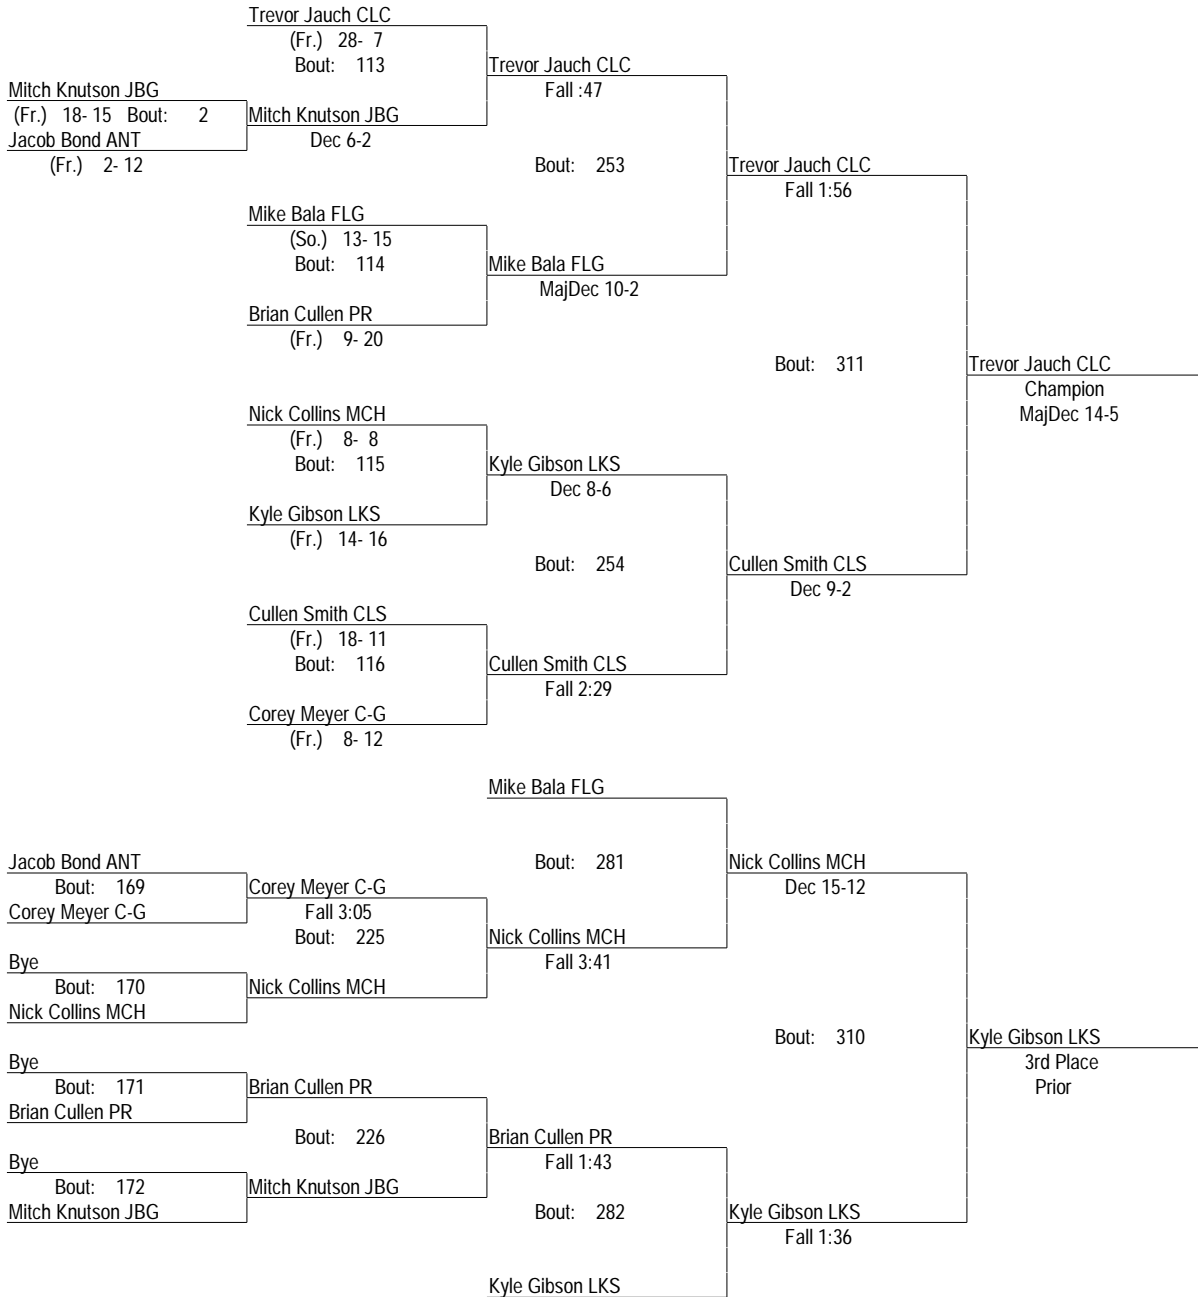 Trevor Jauch CLC
(Fr.) 28- 7
Bout: 113
Trevor Jauch CLC
Fall :47
Mitch Knutson JBG
(Fr.) 18- 15 Bout: 2
Mitch Knutson JBG
Dec 6-2
Jacob Bond ANT
(Fr.) 2- 12
Bout: 253
Trevor Jauch CLC
Fall 1:56
Mike Bala FLG
(So.) 13- 15
Bout: 114
Mike Bala FLG
MajDec 10-2
Brian Cullen PR
(Fr.) 9- 20
Bout: 311
Trevor Jauch CLC
Champion
MajDec 14-5
Nick Collins MCH
(Fr.) 8- 8
Bout: 115
Kyle Gibson LKS
Dec 8-6
Kyle Gibson LKS
(Fr.) 14- 16
Bout: 254
Cullen Smith CLS
Dec 9-2
Cullen Smith CLS
(Fr.) 18- 11
Bout: 116
Cullen Smith CLS
Fall 2:29
Corey Meyer C-G
(Fr.) 8- 12
Mike Bala FLG
Bout: 281
Nick Collins MCH
Dec 15-12
Jacob Bond ANT
Bout: 169
Corey Meyer C-G
Corey Meyer C-G
Fall 3:05
Bout: 225
Nick Collins MCH
Fall 3:41
Bye
Bout: 170
Nick Collins MCH
Nick Collins MCH
Bout: 310
Kyle Gibson LKS
3rd Place
Prior
Bye
Bout: 171
Brian Cullen PR
Brian Cullen PR
Bout: 226
Brian Cullen PR
Fall 1:43
Bye
Bout: 172
Mitch Knutson JBG
Mitch Knutson JBG
Bout: 282
Kyle Gibson LKS
Fall 1:36
Kyle Gibson LKS